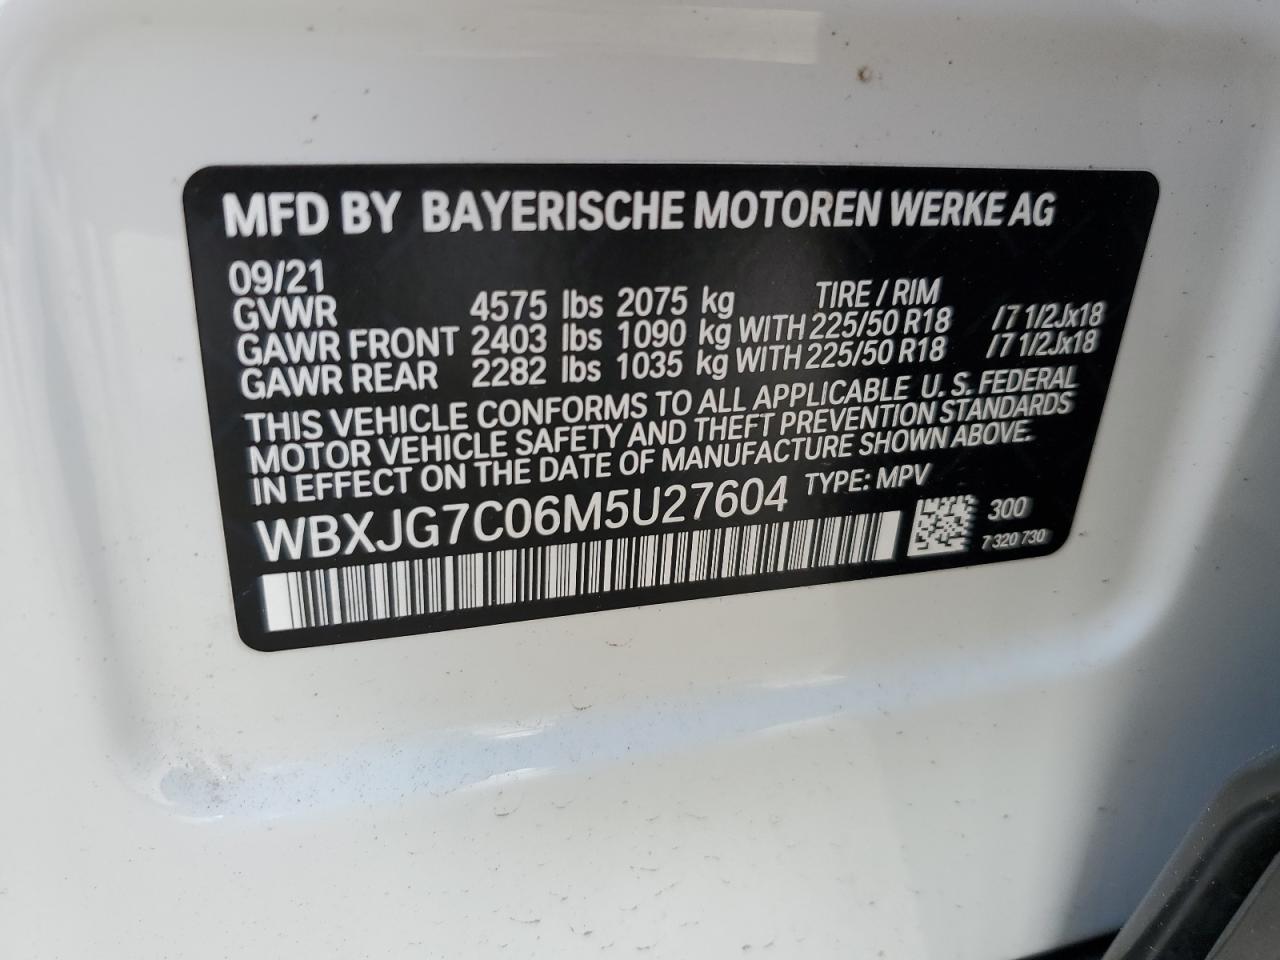 MFD BY BAYERISCHE MOTOREN WERKE AG
09/21
GVWR 4575 lbs 2075 kg TIRE / RIM
GAWR FRONT 2403 lbs 1090 kg WITH 225/50 R18 /7 1/2Jx18
GAWR REAR 2282 lbs 1035 kg WITH 225/50 R18 /7 1/2Jx18
THIS VEHICLE CONFORMS TO ALL APPLICABLE U. S. FEDERAL
MOTOR VEHICLE SAFETY AND THEFT PREVENTION STANDARDS
IN EFFECT ON THE DATE OF MANUFACTURE SHOWN ABOVE.
WBXJG7C06M5U27604 TYPE: MPV
300
7 320 730